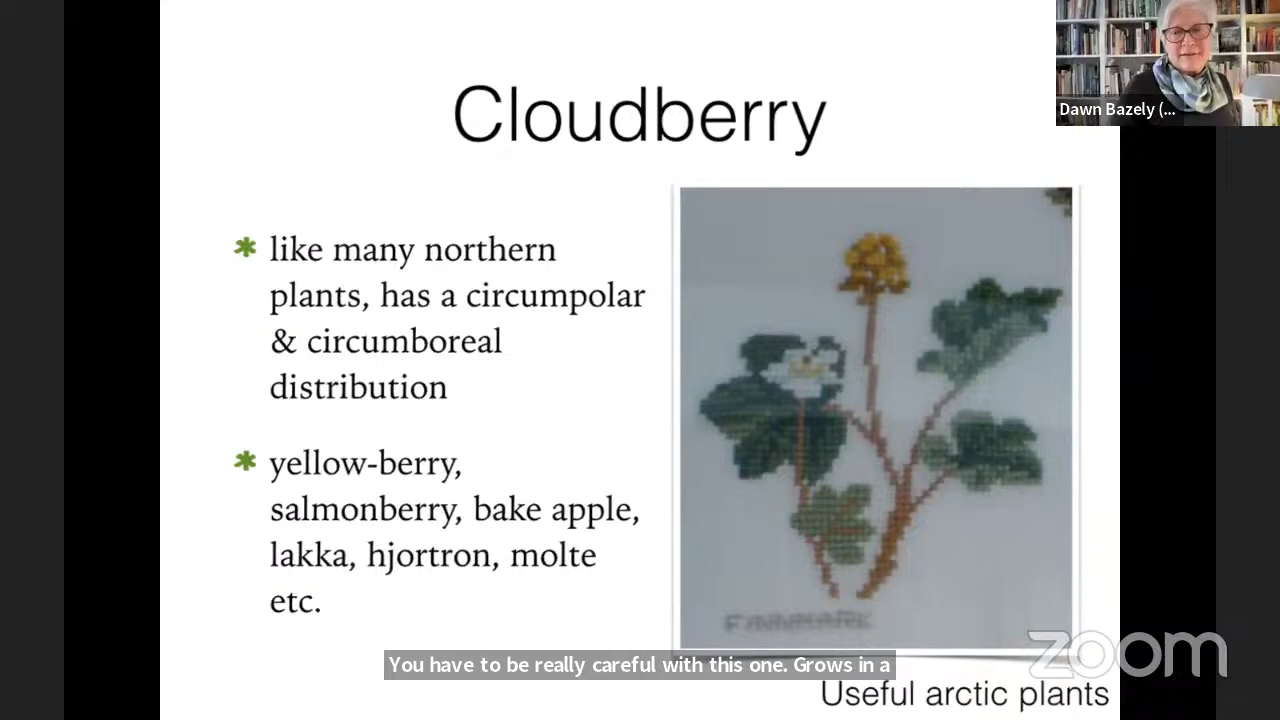 Cloudberry
Dawn Bazely (...
* like many northern
plants, has a circumpolar
& circumboreal
distribution
* yellow-berry,
salmonberry, bake apple,
lakka, hjortron, molte
etc.
FINNMARK
You have to be really careful with this one. Grows in a
zoom
Useful arctic plants